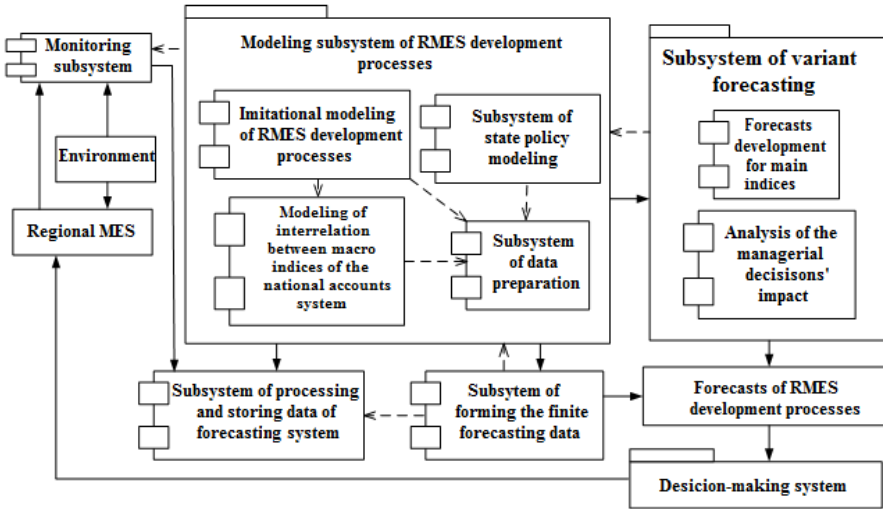 Monitoring
subsystem
Modeling subsystem of RMES development
processes
Subsystem of variant
forecasting
Imitational modeling
of RMES development
processes
Subsystem of
state policy
modeling
Forecasts
development
for main
indices
Environment
Regional MES
Modeling of
interrelation
between macro
indices of the
national accounts
system
Subsystem
of data
preparation
Analysis of the
managerial
decisisons'
impact
Subsystem of processing
and storing data of
forecasting system
Subsytem of
forming the finite
forecasting data
Forecasts of RMES
development processes
Desicion-making system